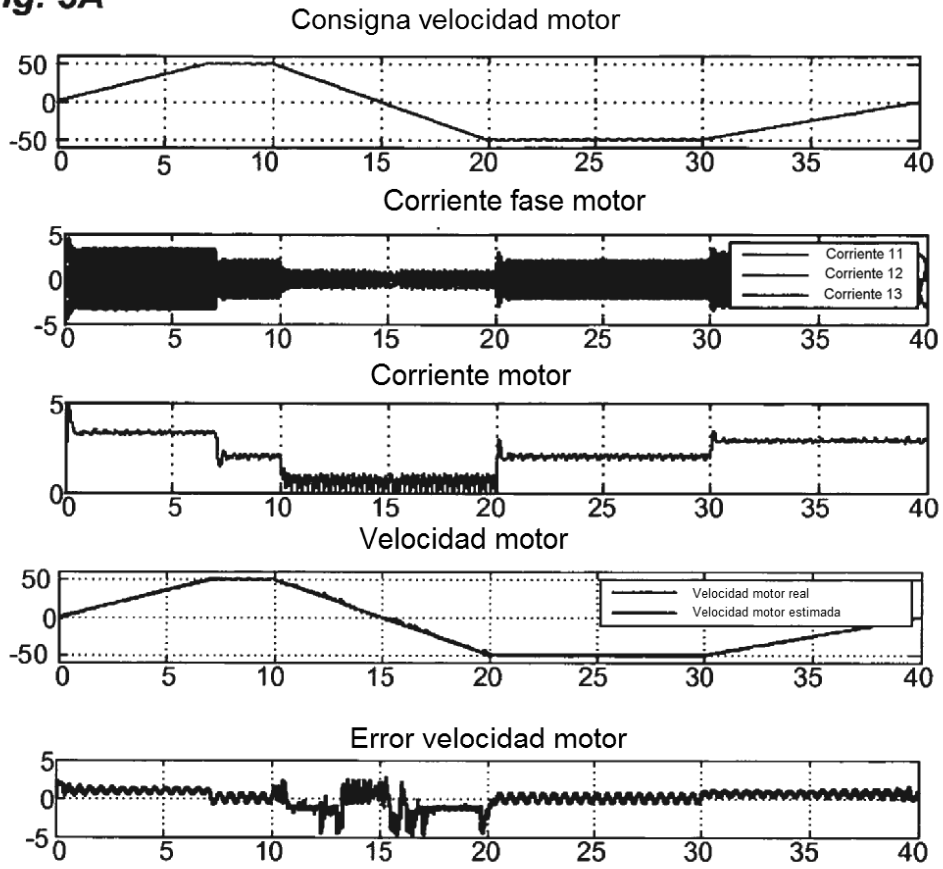 Fig. 3A
Consigna velocidad motor
50
0
-50
0 5 10 15 20 25 30 35 40
Corriente fase motor
5
0
-5
Corriente 11
Corriente 12
Corriente 13
0 5 10 15 20 25 30 35 40
Corriente motor
5
0
0 5 10 15 20 25 30 35 40
Velocidad motor
50
0
-50
Velocidad motor real
Velocidad motor estimada
0 5 10 15 20 25 30 35 40
Error velocidad motor
5
0
-5
0 5 10 15 20 25 30 35 40